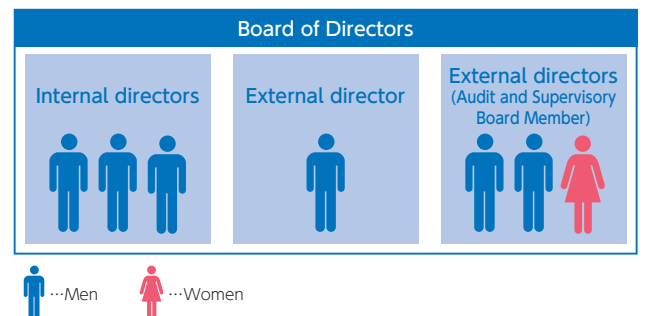 Board of Directors
Internal directors
External director
External directors
(Audit and Supervisory
Board Member)
…Men
…Women